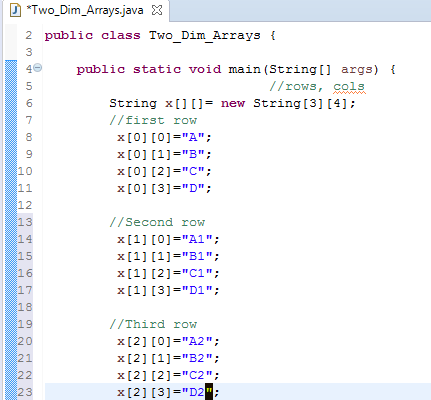 *Two_Dim_Arrays.java
2 public class Two_Dim_Arrays {
3
4 public static void main(String[] args) {
5 //rows, cols
6 String x[][]= new String[3][4];
7 //first row
8 x[0][0]="A";
9 x[0][1]="B";
10 x[0][2]="C";
11 x[0][3]="D";
12
13 //Second row
14 x[1][0]="A1";
15 x[1][1]="B1";
16 x[1][2]="C1";
17 x[1][3]="D1";
18
19 //Third row
20 x[2][0]="A2";
21 x[2][1]="B2";
22 x[2][2]="C2";
23 x[2][3]="D2";